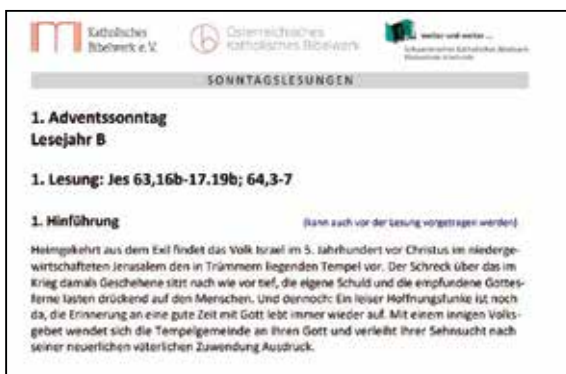 Katholisches
Bibelwerk e.V.
Österreichisches
Katholisches Bibelwerk
weiter und weiter ...
Schweizerisches Katholisches Bibelwerk
SONNTAGSLESUNGEN
1. Adventssonntag
Lesejahr B
1. Lesung: Jes 63,16b-17.19b; 64,3-7
1. Hinführung
(kann auch vor der Lesung vorgetragen werden)
Heimgekehrt aus dem Exil findet das Volk Israel im 5. Jahrhundert vor Christus im niederge-
wirtschafteten Jerusalem den in Trümmern liegenden Tempel vor. Der Schreck über das im
Krieg damals Geschehene sitzt nach wie vor tief, die eigene Schuld und die empfundene Gottes-
ferne lasten drückend auf den Menschen. Und dennoch: Ein leiser Hoffnungsfunke ist noch
da, die Erinnerung an eine gute Zeit mit Gott lebt immer wieder auf. Mit einem innigen Volks-
gebet wendet sich die Tempelgemeinde an ihren Gott und verleiht ihrer Sehnsucht nach
seiner neuerlichen väterlichen Zuwendung Ausdruck.